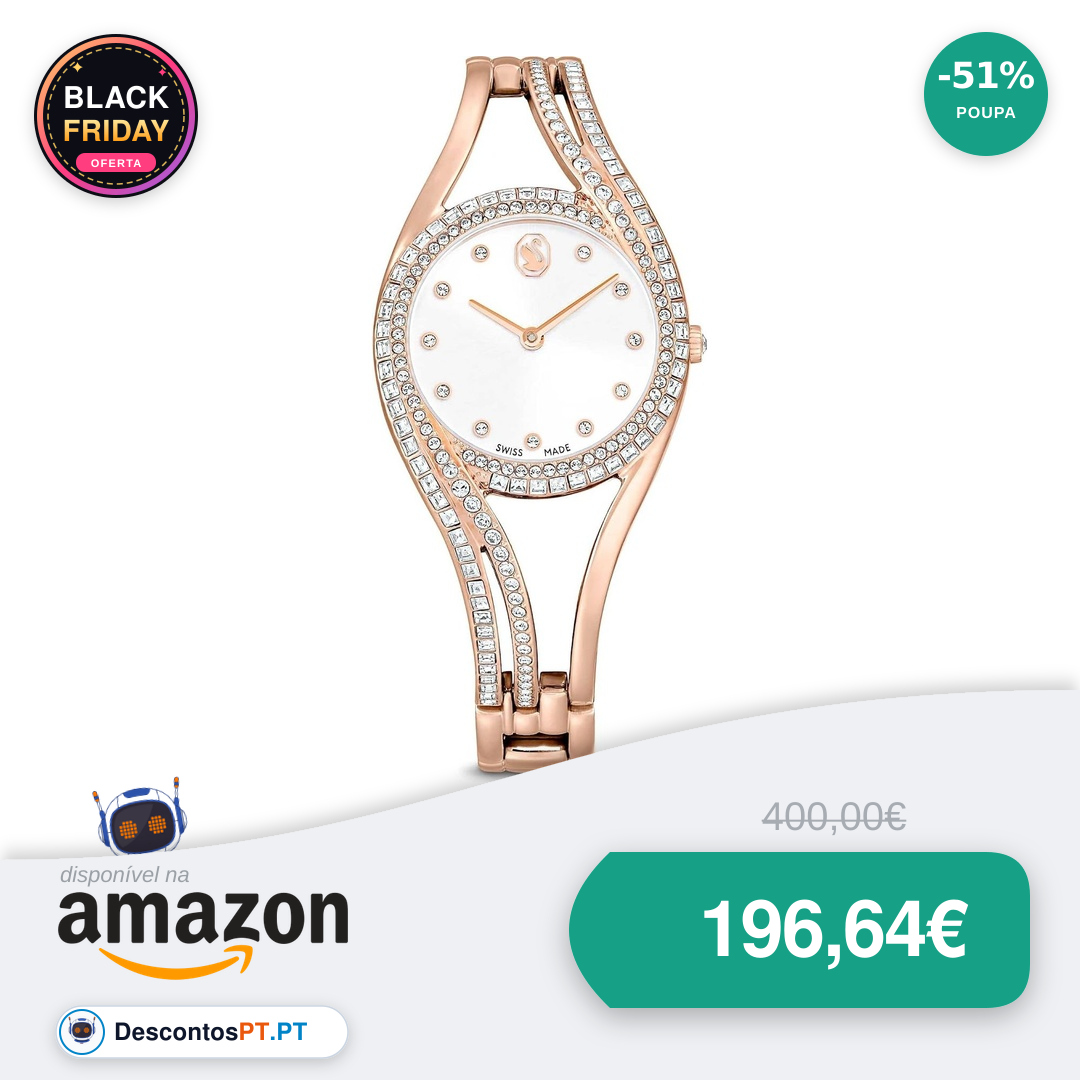 BLACK
FRIDAY
OFERTA
-51%
POUPA
SWISS MADE
400,00€
disponível na
amazon
196,64€
DescontosPT.PT